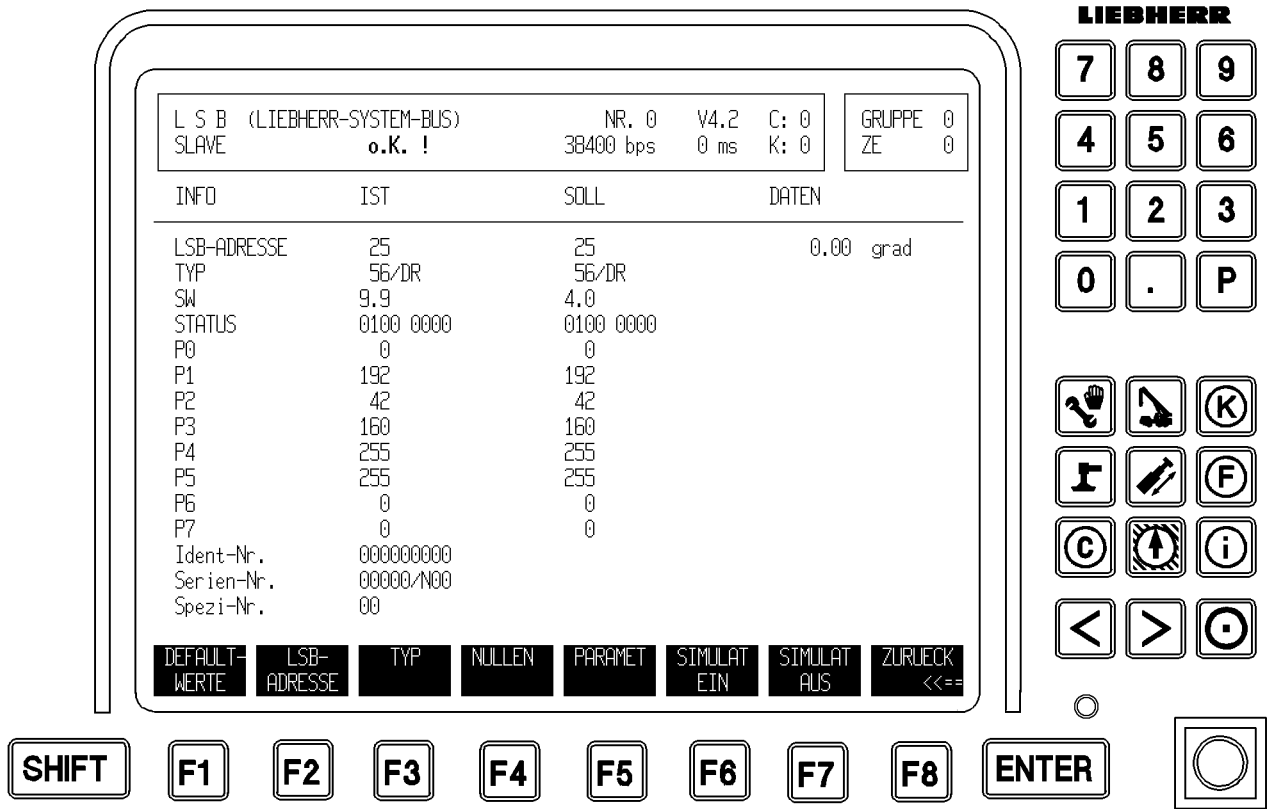 LIEBHERR
L S B (LIEBHERR-SYSTEM-BUS) NR. 0 V4.2 C: 0 GRUPPE 0
SLAVE o.K. ! 38400 bps 0 ms K: 0 ZE 0
INFO IST SOLL DATEN
LSB-ADRESSE 25 25 0.00 grad
TYP 56/DR 56/DR
SW 9.9 4.0
STATUS 0100 0000 0100 0000
P0 0 0
P1 192 192
P2 42 42
P3 160 160
P4 255 255
P5 255 255
P6 0 0
P7 0 0
Ident-Nr. 000000000
Serien-Nr. 00000/N00
Spezi-Nr. 00
DEFAULT- LSB- TYP NULLEN PARAMET SIMULAT SIMULAT ZURUECK
WERTE ADRESSE EIN AUS <<==
SHIFT F1 F2 F3 F4 F5 F6 F7 F8 ENTER
7 8 9
4 5 6
1 2 3
0 . P
K
F
C i
< >